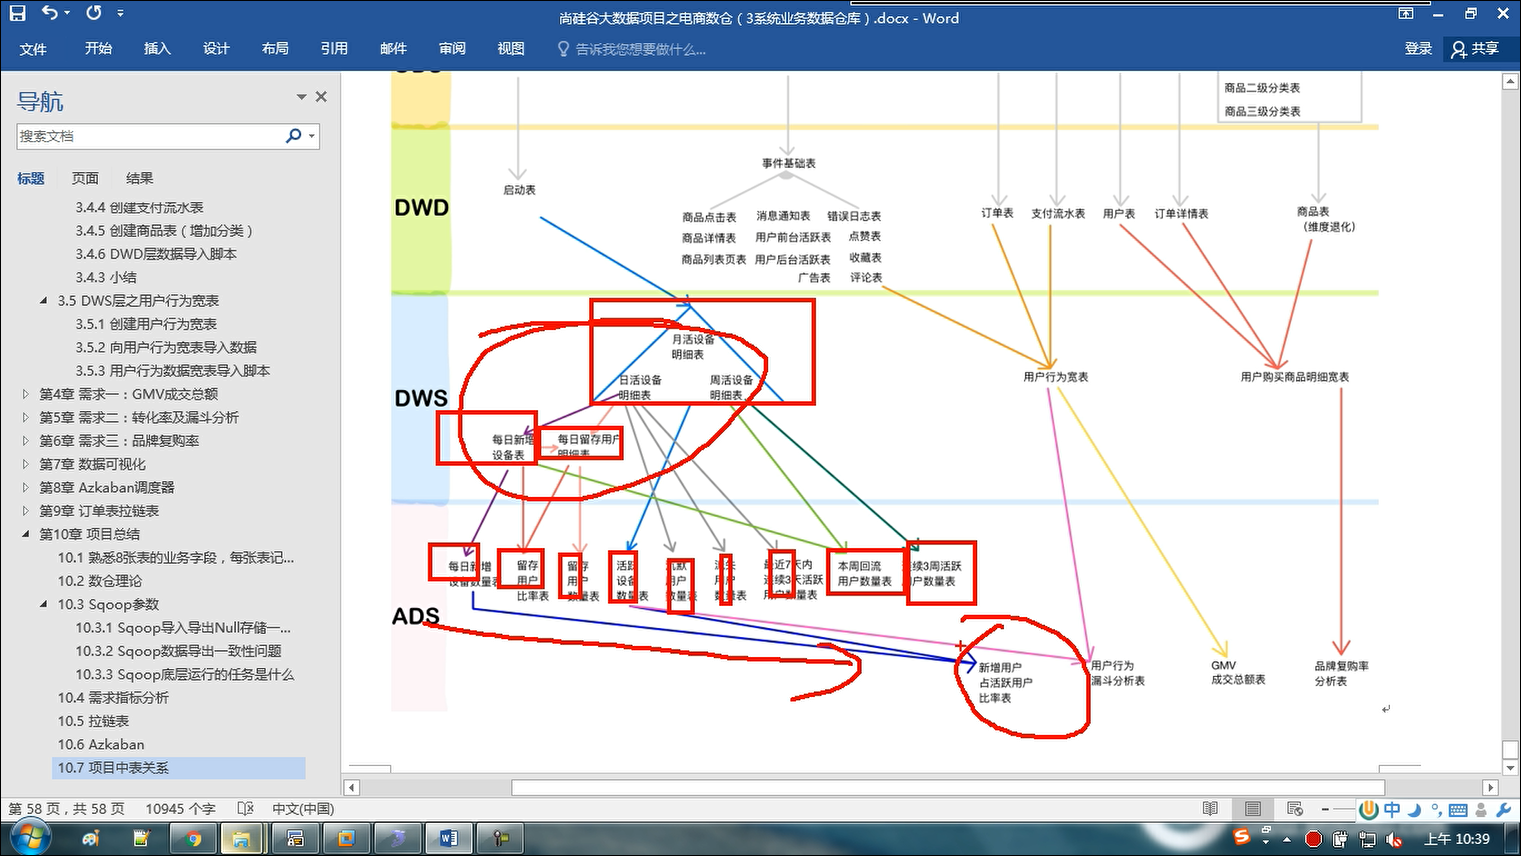 尚硅谷大数据项目之电商数仓（3系统业务数据仓库）.docx - Word
文件
开始
插入
设计
布局
引用
邮件
审阅
视图
告诉我您想要做什么...
登录
共享
导航
搜索文档
标题
页面
结果
3.4.4 创建支付流水表
3.4.5 创建商品表（增加分类）
3.4.6 DWD层数据导入脚本
3.4.3 小结
3.5 DWS层之用户行为宽表
3.5.1 创建用户行为宽表
3.5.2 向用户行为宽表导入数据
3.5.3 用户行为数据宽表导入脚本
第4章 需求一：GMV成交总额
第5章 需求二：转化率及漏斗分析
第6章 需求三：品牌复购率
第7章 数据可视化
第8章 Azkaban调度器
第9章 订单表拉链表
第10章 项目总结
10.1 熟悉8张表的业务字段，每张表记...
10.2 数仓理论
10.3 Sqoop参数
10.3.1 Sqoop导入导出Null存储一...
10.3.2 Sqoop数据导出一致性问题
10.3.3 Sqoop底层运行的任务是什么
10.4 需求指标分析
10.5 拉链表
10.6 Azkaban
10.7 项目中表关系
商品二级分类表
商品三级分类表
DWD
启动表
事件基础表
商品点击表
消息通知表
错误日志表
商品详情表
用户前台活跃表
点赞表
商品列表页表
用户后台活跃表
收藏表
广告表
评论表
订单表
支付流水表
用户表
订单详情表
商品表
（维度退化）
DWS
月活设备
明细表
日活设备
明细表
周活设备
明细表
每日新增
设备表
每日留存用户
明细表
用户行为宽表
用户购买商品明细宽表
ADS
每日新增
设备数量表
留存
用户
比率表
留存
用户
数量表
活跃
设备
数量表
沉默
用户
数量表
流失
用户
数量表
最近7天内
连续3天活跃
用户数量表
本周回流
用户数量表
连续3周活跃
用户数量表
新增用户
占活跃用户
比率表
用户行为
漏斗分析表
GMV
成交总额表
品牌复购率
分析表
第 58 页，共 58 页
10945 个字
中文(中国)
中
上午 10:39